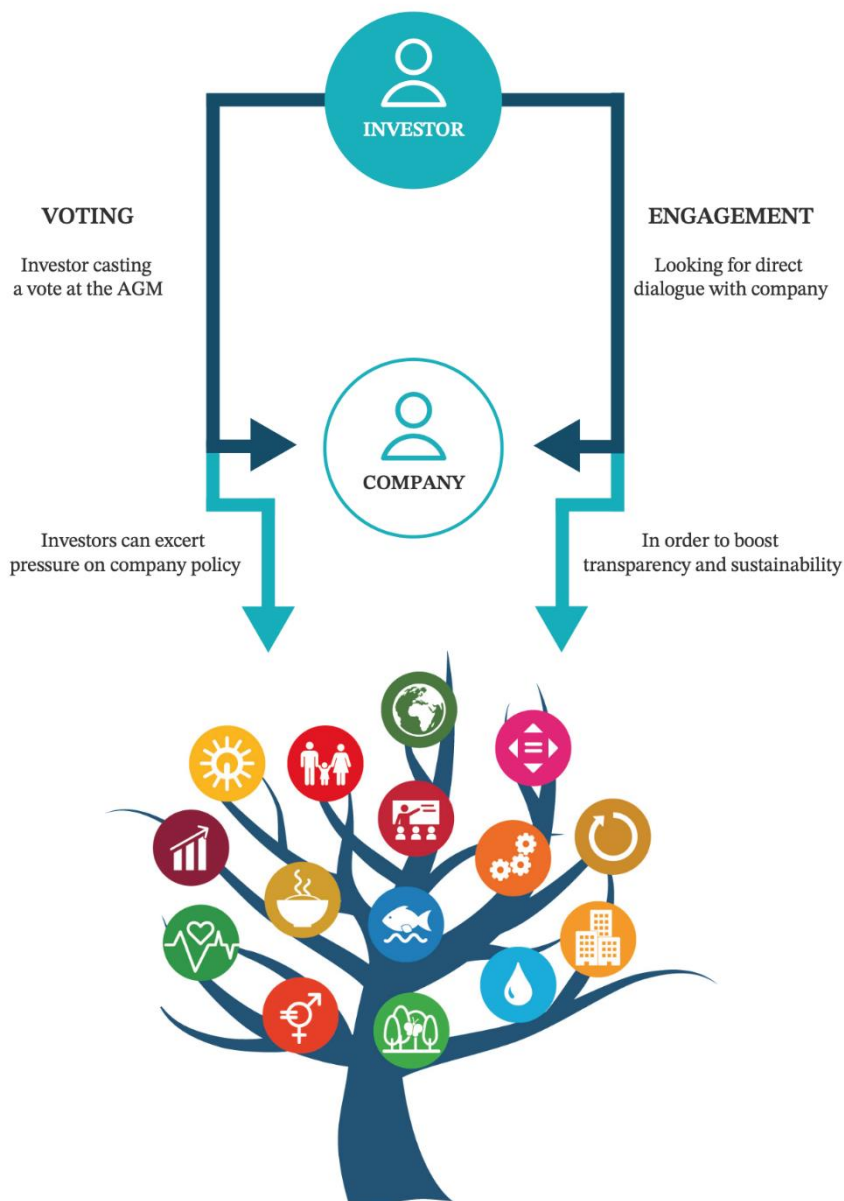 INVESTOR
VOTING
Investor casting
a vote at the AGM
ENGAGEMENT
Looking for direct
dialogue with company
COMPANY
Investors can excert
pressure on company policy
In order to boost
transparency and sustainability